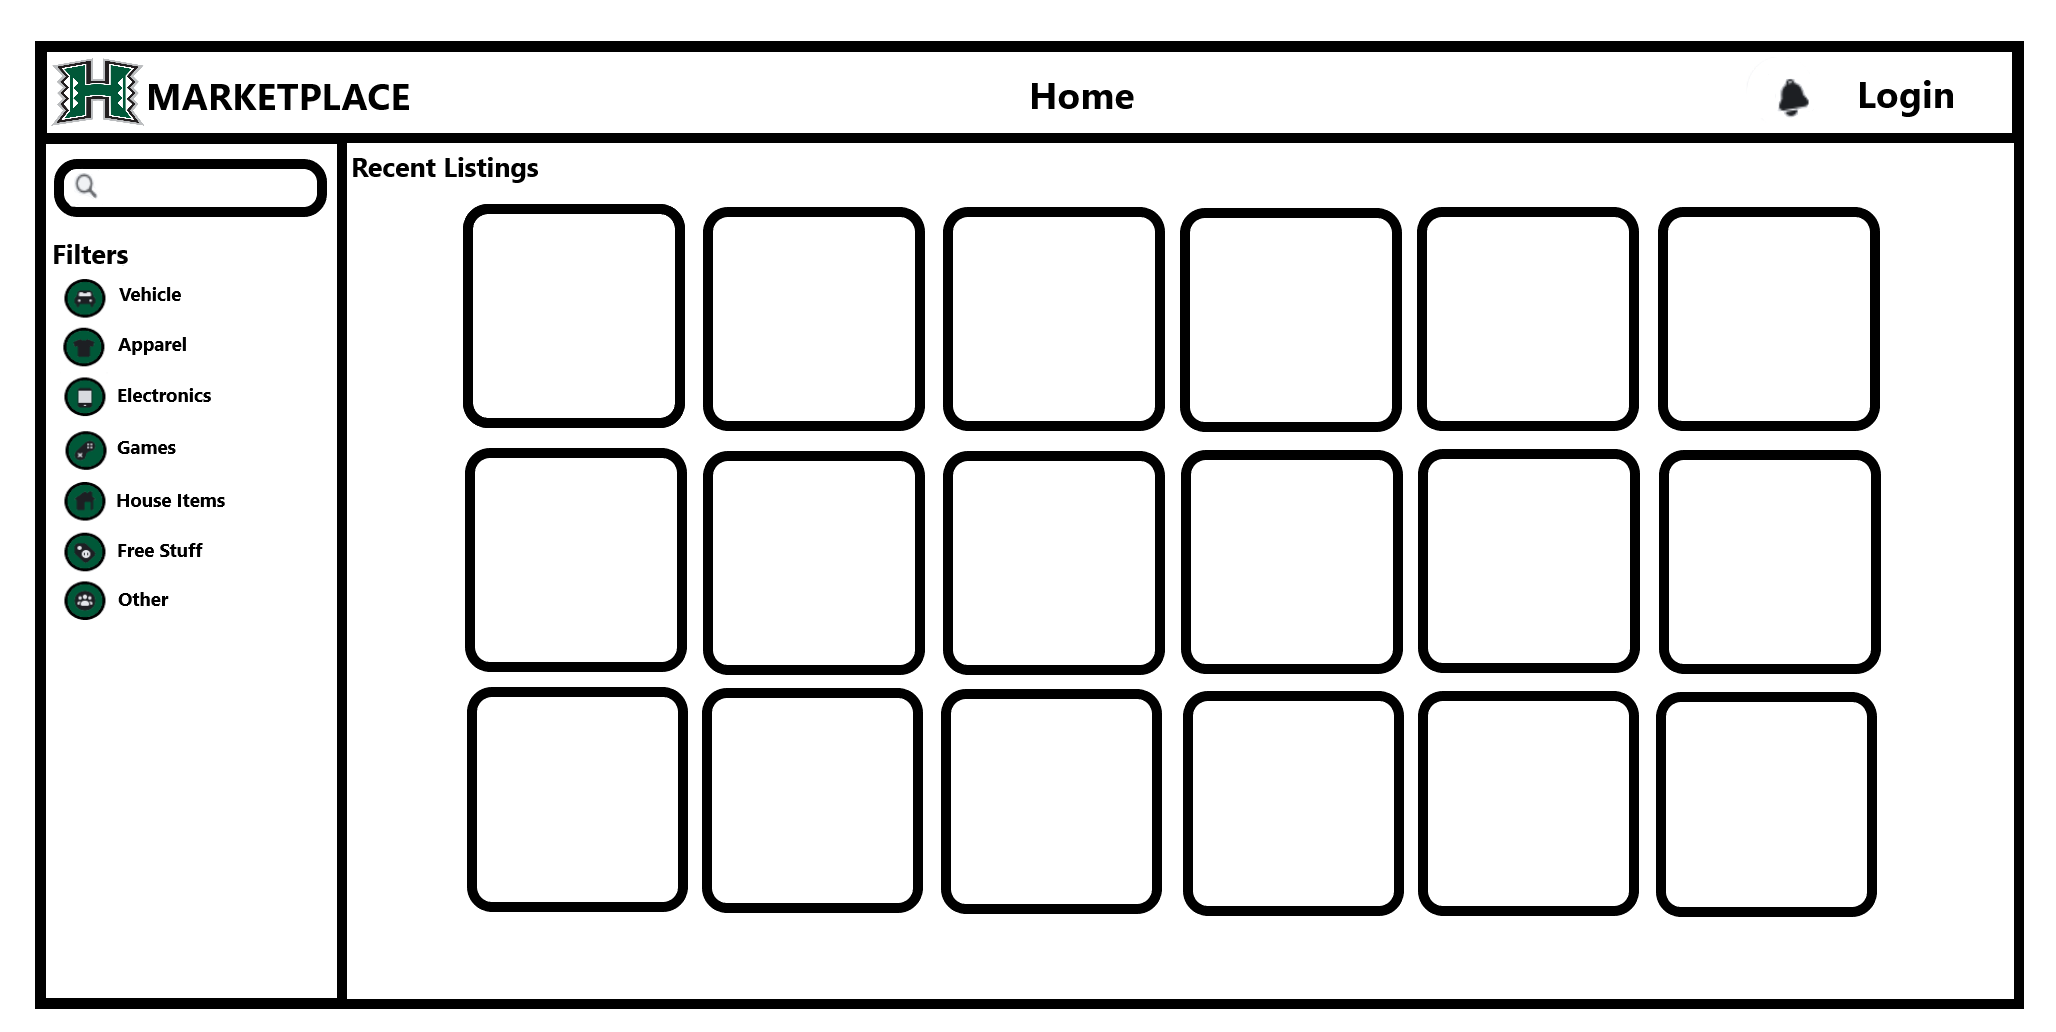 H MARKETPLACE
Home
Login
Recent Listings
Filters
Vehicle
Apparel
Electronics
Games
House Items
Free Stuff
Other